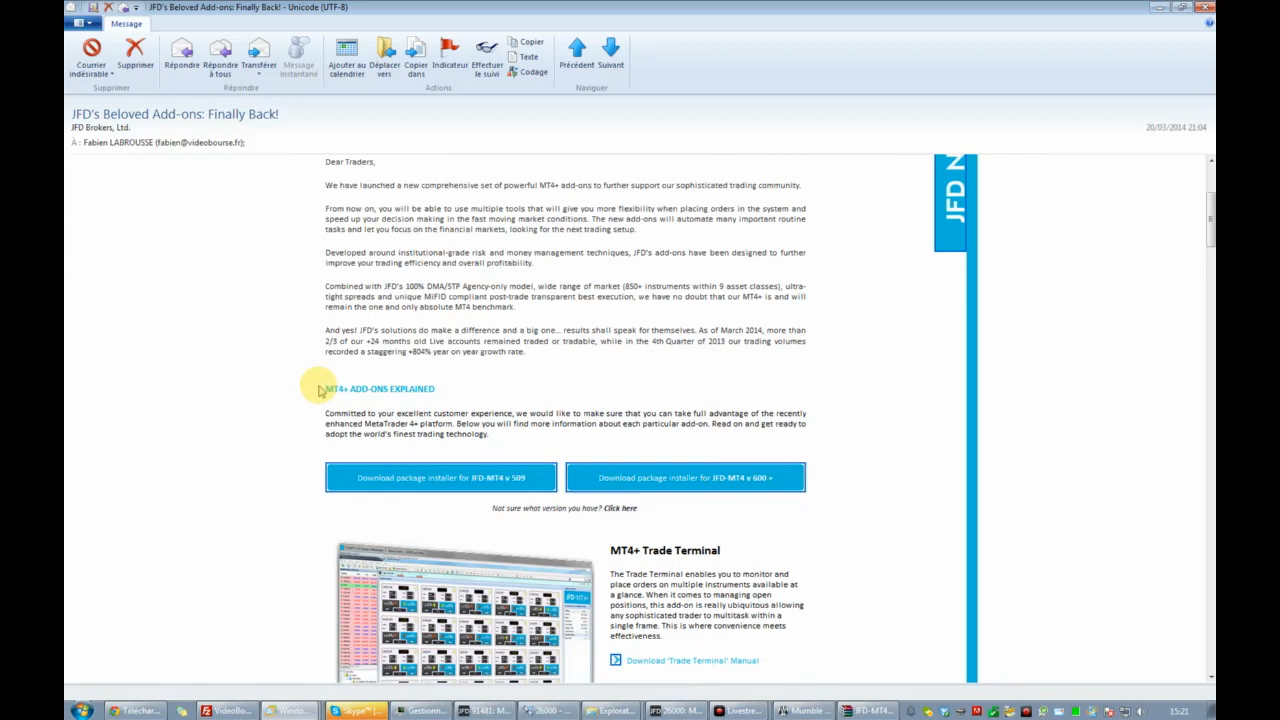 JFD's Beloved Add-ons: Finally Back! - Unicode (UTF-8)
Message
Courrier indésirable
Supprimer
Répondre
Répondre à tous
Transférer
Message instantané
Ajouter au calendrier
Déplacer vers
Copier dans
Indicateur
Effectuer le suivi
Copier
Texte
Codage
Précédent
Suivant
Supprimer
Répondre
Actions
Naviguer
JFD's Beloved Add-ons: Finally Back!
JFD Brokers, Ltd.
20/03/2014 21:04
À : Fabien LABROUSSE (fabien@videobourse.fr);
Dear Traders,
JFD N
We have launched a new comprehensive set of powerful MT4+ add-ons to further support our sophisticated trading community.
From now on, you will be able to use multiple tools that will give you more flexibility when placing orders in the system and
speed up your decision making in the fast moving market conditions. The new add-ons will automate many important routine
tasks and let you focus on the financial markets, looking for the next trading setup.
Developed around institutional-grade risk and money management techniques, JFD's add-ons have been designed to further
improve your trading efficiency and overall profitability.
Combined with JFD's 100% DMA/STP Agency-only model, wide range of market (850+ instruments within 9 asset classes), ultra-
tight spreads and unique MiFID compliant post-trade transparent best execution, we have no doubt that our MT4+ is and will
remain the one and only absolute MT4 benchmark.
And yes! JFD's solutions do make a difference and a big one... results shall speak for themselves. As of March 2014, more than
2/3 of our +24 months old Live accounts remained traded or tradable, while in the 4th Quarter of 2013 our trading volumes
recorded a staggering +804% year on year growth rate.
MT4+ ADD-ONS EXPLAINED
Committed to your excellent customer experience, we would like to make sure that you can take full advantage of the recently
enhanced MetaTrader 4+ platform. Below you will find more information about each particular add-on. Read on and get ready to
adopt the world's finest trading technology.
Download package installer for JFD-MT4 v 509
Download package installer for JFD-MT4 v 600 +
Not sure what version you have? Click here
MT4+ Trade Terminal
The Trade Terminal enables you to monitor and
place orders on multiple instruments available at
a glance. When it comes to managing open
positions, this add-on is really ubiquitous allowing
any sophisticated trader to multitask within a
single frame. This is where convenience meets
effectiveness.
Download 'Trade Terminal' Manual
JFD-MT4+
Téléchar...
VideoBo...
Windo...
Skype™ [...
Gestionn...
91481: M...
26000 - ...
Explorat...
26000: M...
Livestre...
Mumble ...
JFD-MT4...
15:21